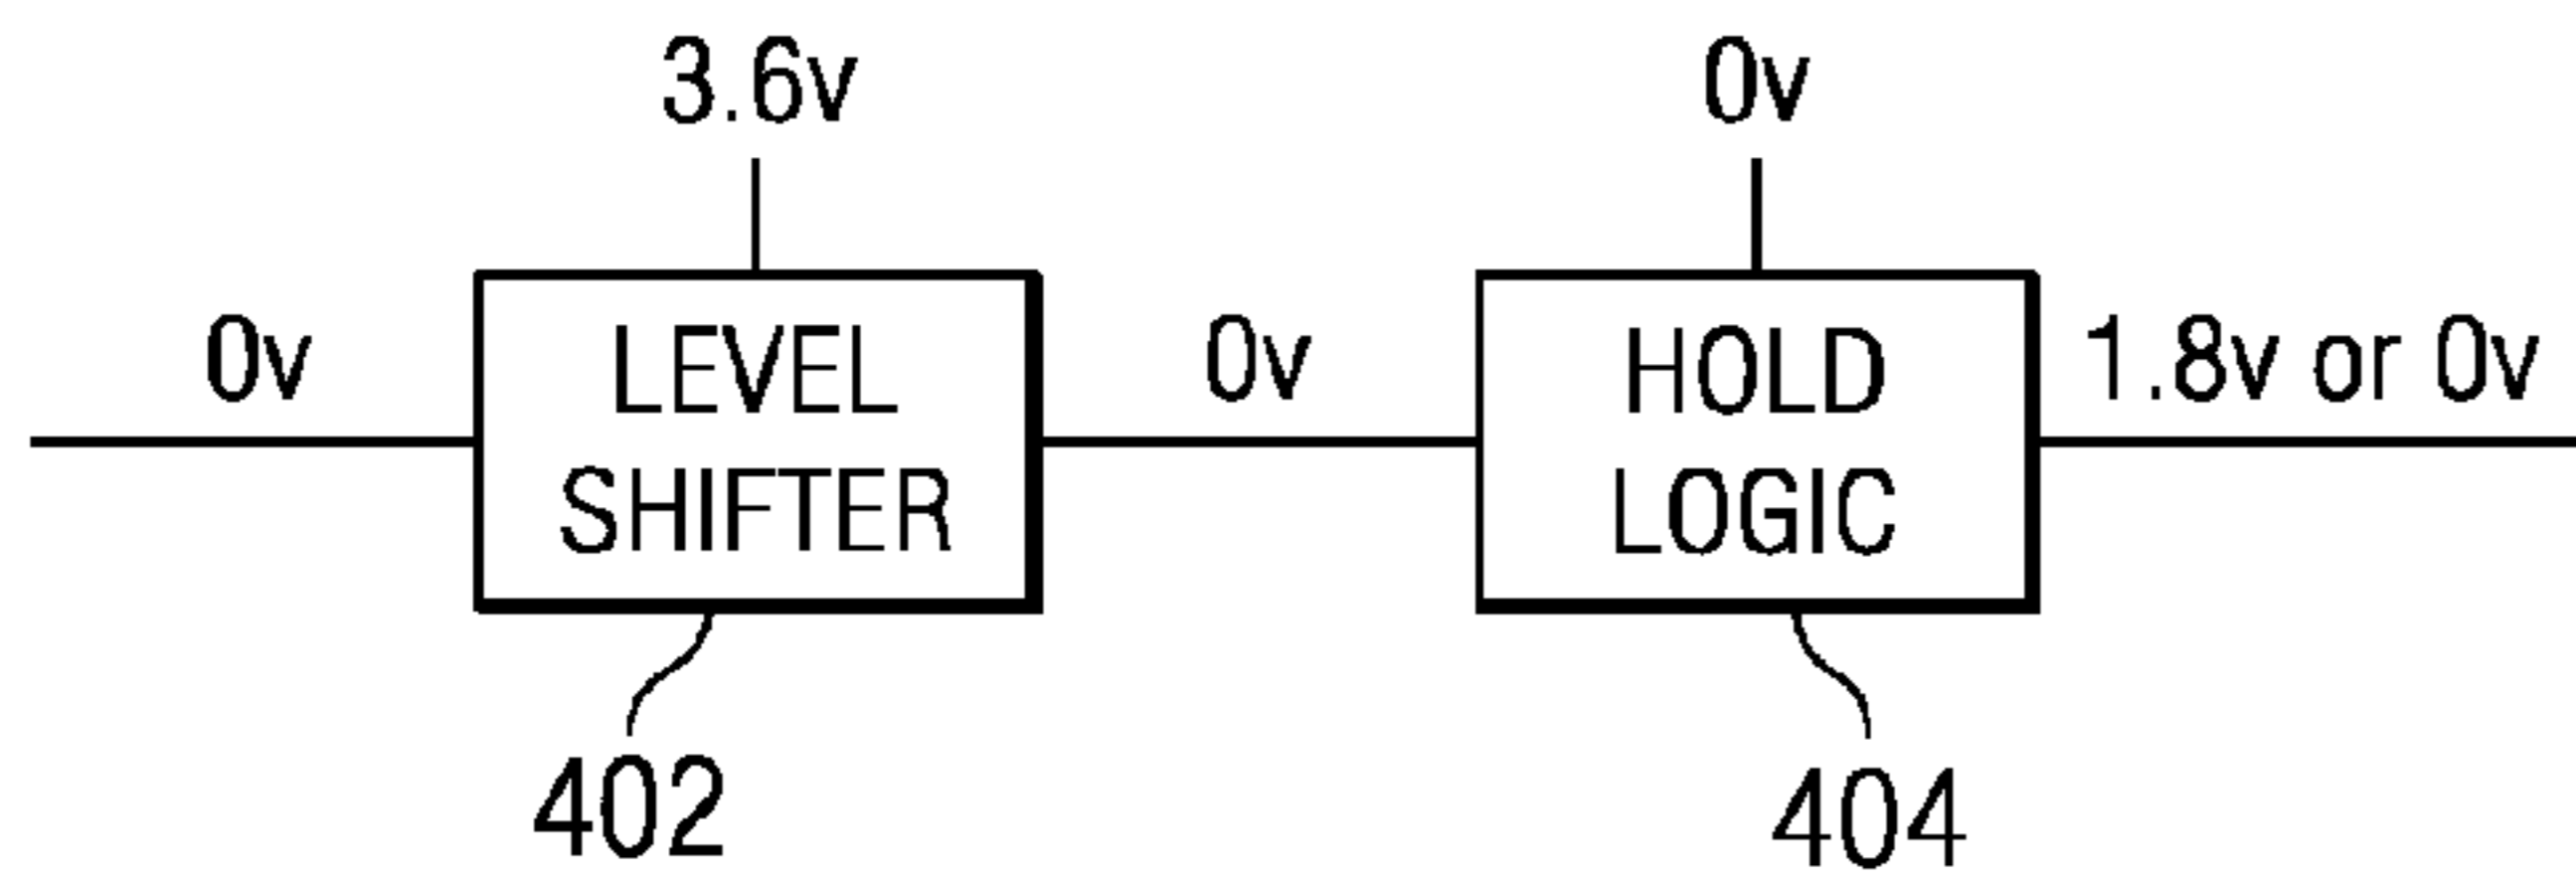 3.6v
0v
0v
LEVEL
SHIFTER
0v
HOLD
LOGIC
1.8v or 0v
402
404